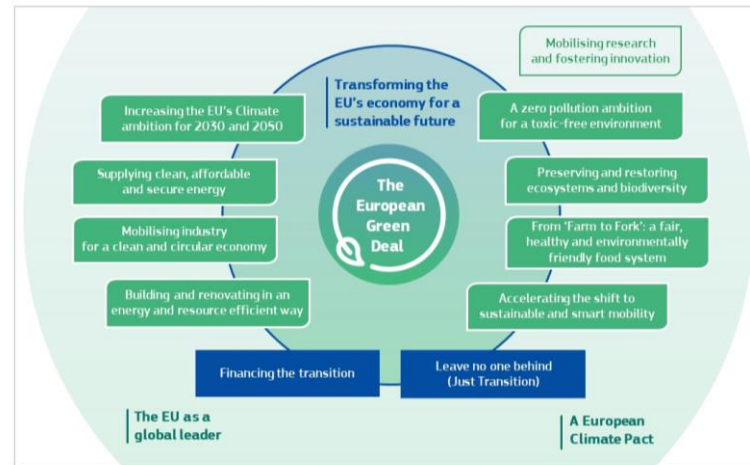 Mobilising research
and fostering innovation
Transforming the
EU's economy for a
sustainable future
Increasing the EU's Climate
ambition for 2030 and 2050
A zero pollution ambition
for a toxic-free environment
Supplying clean, affordable
and secure energy
The
European
Green
Deal
Preserving and restoring
ecosystems and biodiversity
Mobilising industry
for a clean and circular economy
From 'Farm to Fork': a fair,
healthy and environmentally
friendly food system
Building and renovating in an
energy and resource efficient way
Accelerating the shift to
sustainable and smart mobility
Financing the transition
Leave no one behind
(Just Transition)
The EU as a
global leader
A European
Climate Pact